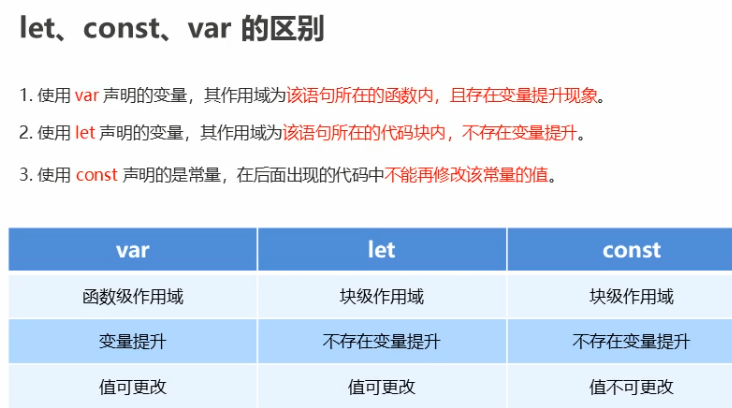 let、const、var 的区别
1. 使用 var 声明的变量，其作用域为该语句所在的函数内，且存在变量提升现象。
2. 使用 let 声明的变量，其作用域为该语句所在的代码块内，不存在变量提升。
3. 使用 const 声明的是常量，在后面出现的代码中不能再修改该常量的值。
var let const
函数级作用域 块级作用域 块级作用域
变量提升 不存在变量提升 不存在变量提升
值可更改 值可更改 值不可更改